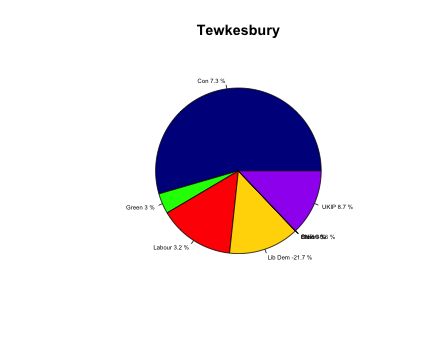 Tewkesbury
Con 7.3 %
Green 3 %
UKIP 8.7 %
Labour 3.2 %
Lib Dem -21.7 %